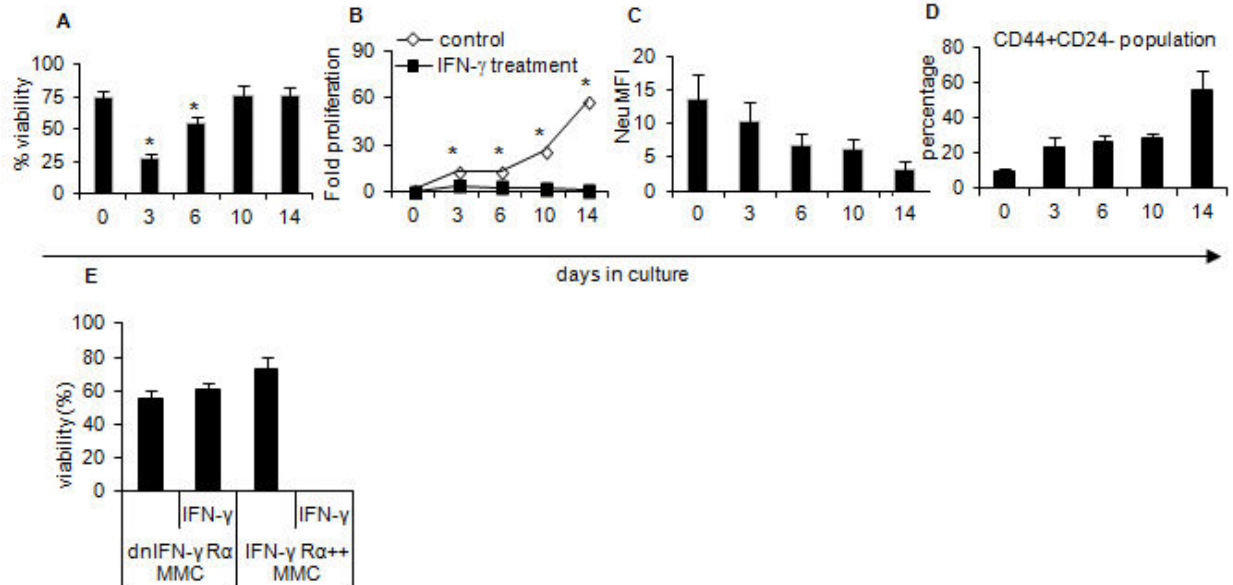 A
% viability
100
75
50
25
0
0 3 6 10 14
*
*
B
Fold proliferation
control
IFN-γ treatment
90
60
30
0
0 3 6 10 14
*
*
*
*
C
Neu MFI
20
15
10
5
0
0 3 6 10 14
D
CD44+CD24- population
percentage
80
60
40
20
0
0 3 6 10 14
days in culture
E
viability (%)
100
80
60
40
20
0
IFN-γ IFN-γ
dnIFN-γ Rα IFN-γ Rα++
MMC MMC